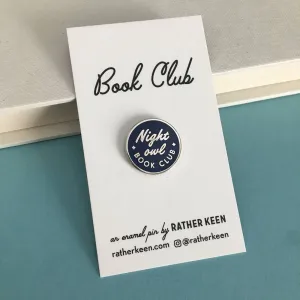 Book Club
Night
owl
BOOK CLUB
an enamel pin by RATHER KEEN
ratherkeen.com @ratherkeen